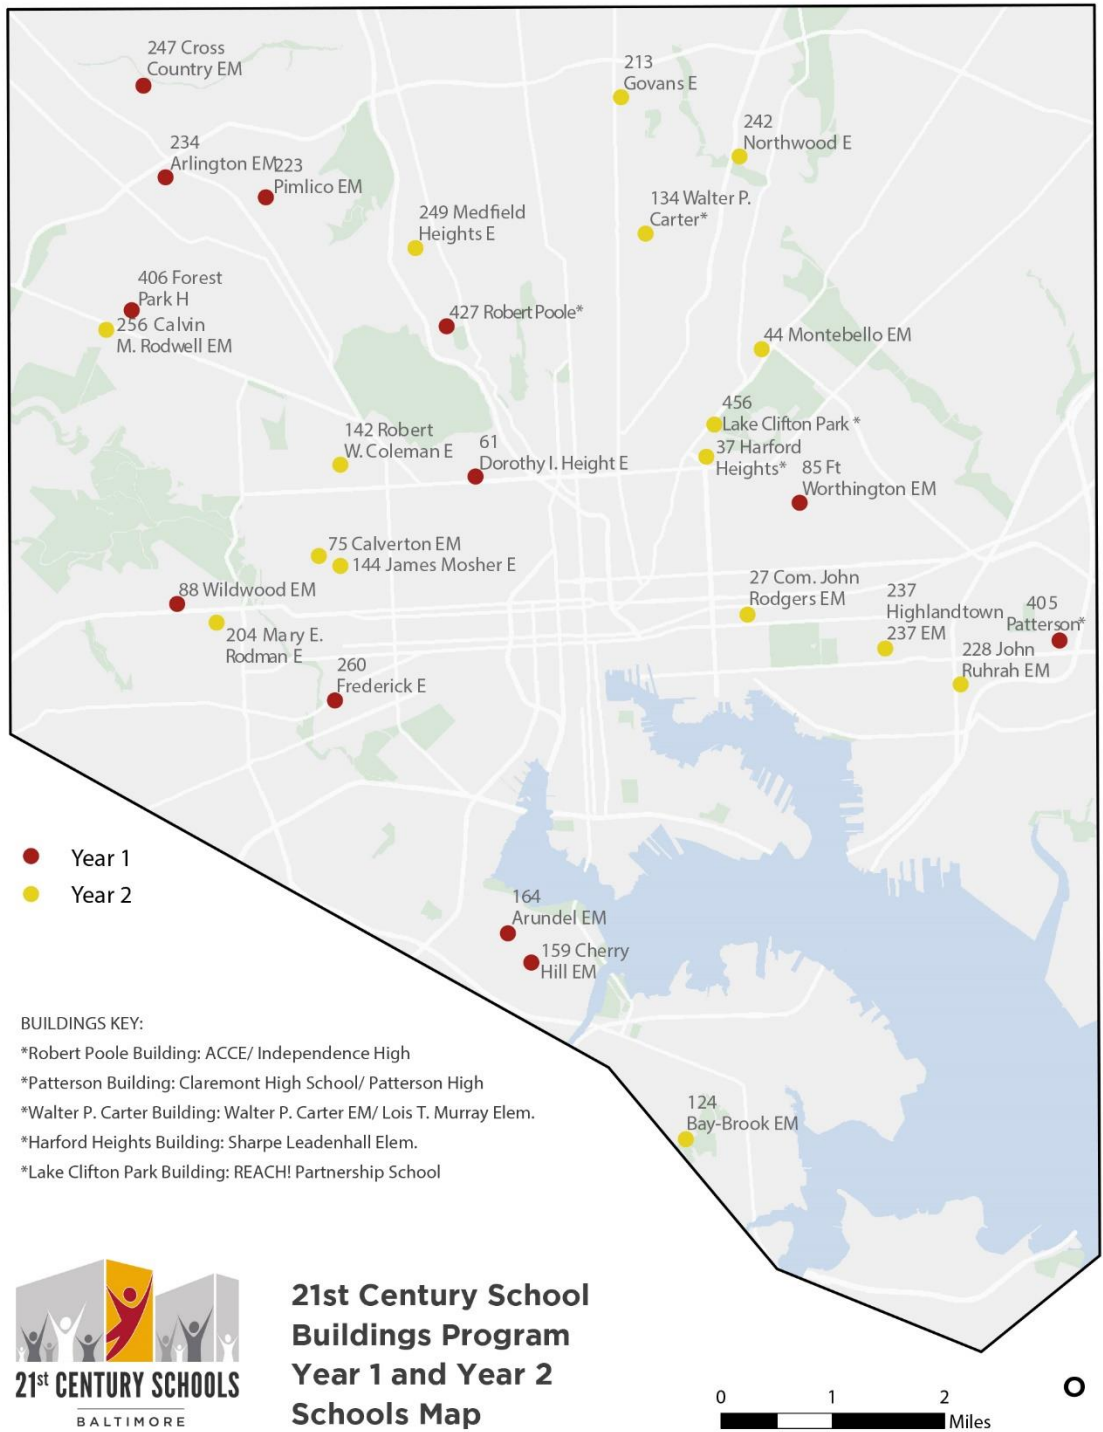 247 Cross
Country EM
213
Govans E
234
Arlington EM
223
Pimlico EM
242
Northwood E
249 Medfield
Heights E
134 Walter P.
Carter*
406 Forest
Park H
256 Calvin
M. Rodwell EM
427 Robert Poole*
44 Montebello EM
142 Robert
W. Coleman E
61
Dorothy I. Height E
456
Lake Clifton Park *
37 Harford
Heights*
85 Ft
Worthington EM
75 Calverton EM
144 James Mosher E
88 Wildwood EM
204 Mary E.
Rodman E
27 Com. John
Rodgers EM
237
Highlandtown
237 EM
405
Patterson*
228 John
Ruhrah EM
260
Frederick E
Year 1
Year 2
164
Arundel EM
159 Cherry
Hill EM
124
Bay-Brook EM
BUILDINGS KEY:
*Robert Poole Building: ACCE/ Independence High
*Patterson Building: Claremont High School/ Patterson High
*Walter P. Carter Building: Walter P. Carter EM/ Lois T. Murray Elem.
*Harford Heights Building: Sharpe Leadenhall Elem.
*Lake Clifton Park Building: REACH! Partnership School
21st CENTURY SCHOOLS
BALTIMORE
21st Century School
Buildings Program
Year 1 and Year 2
Schools Map
0 1 2
Miles